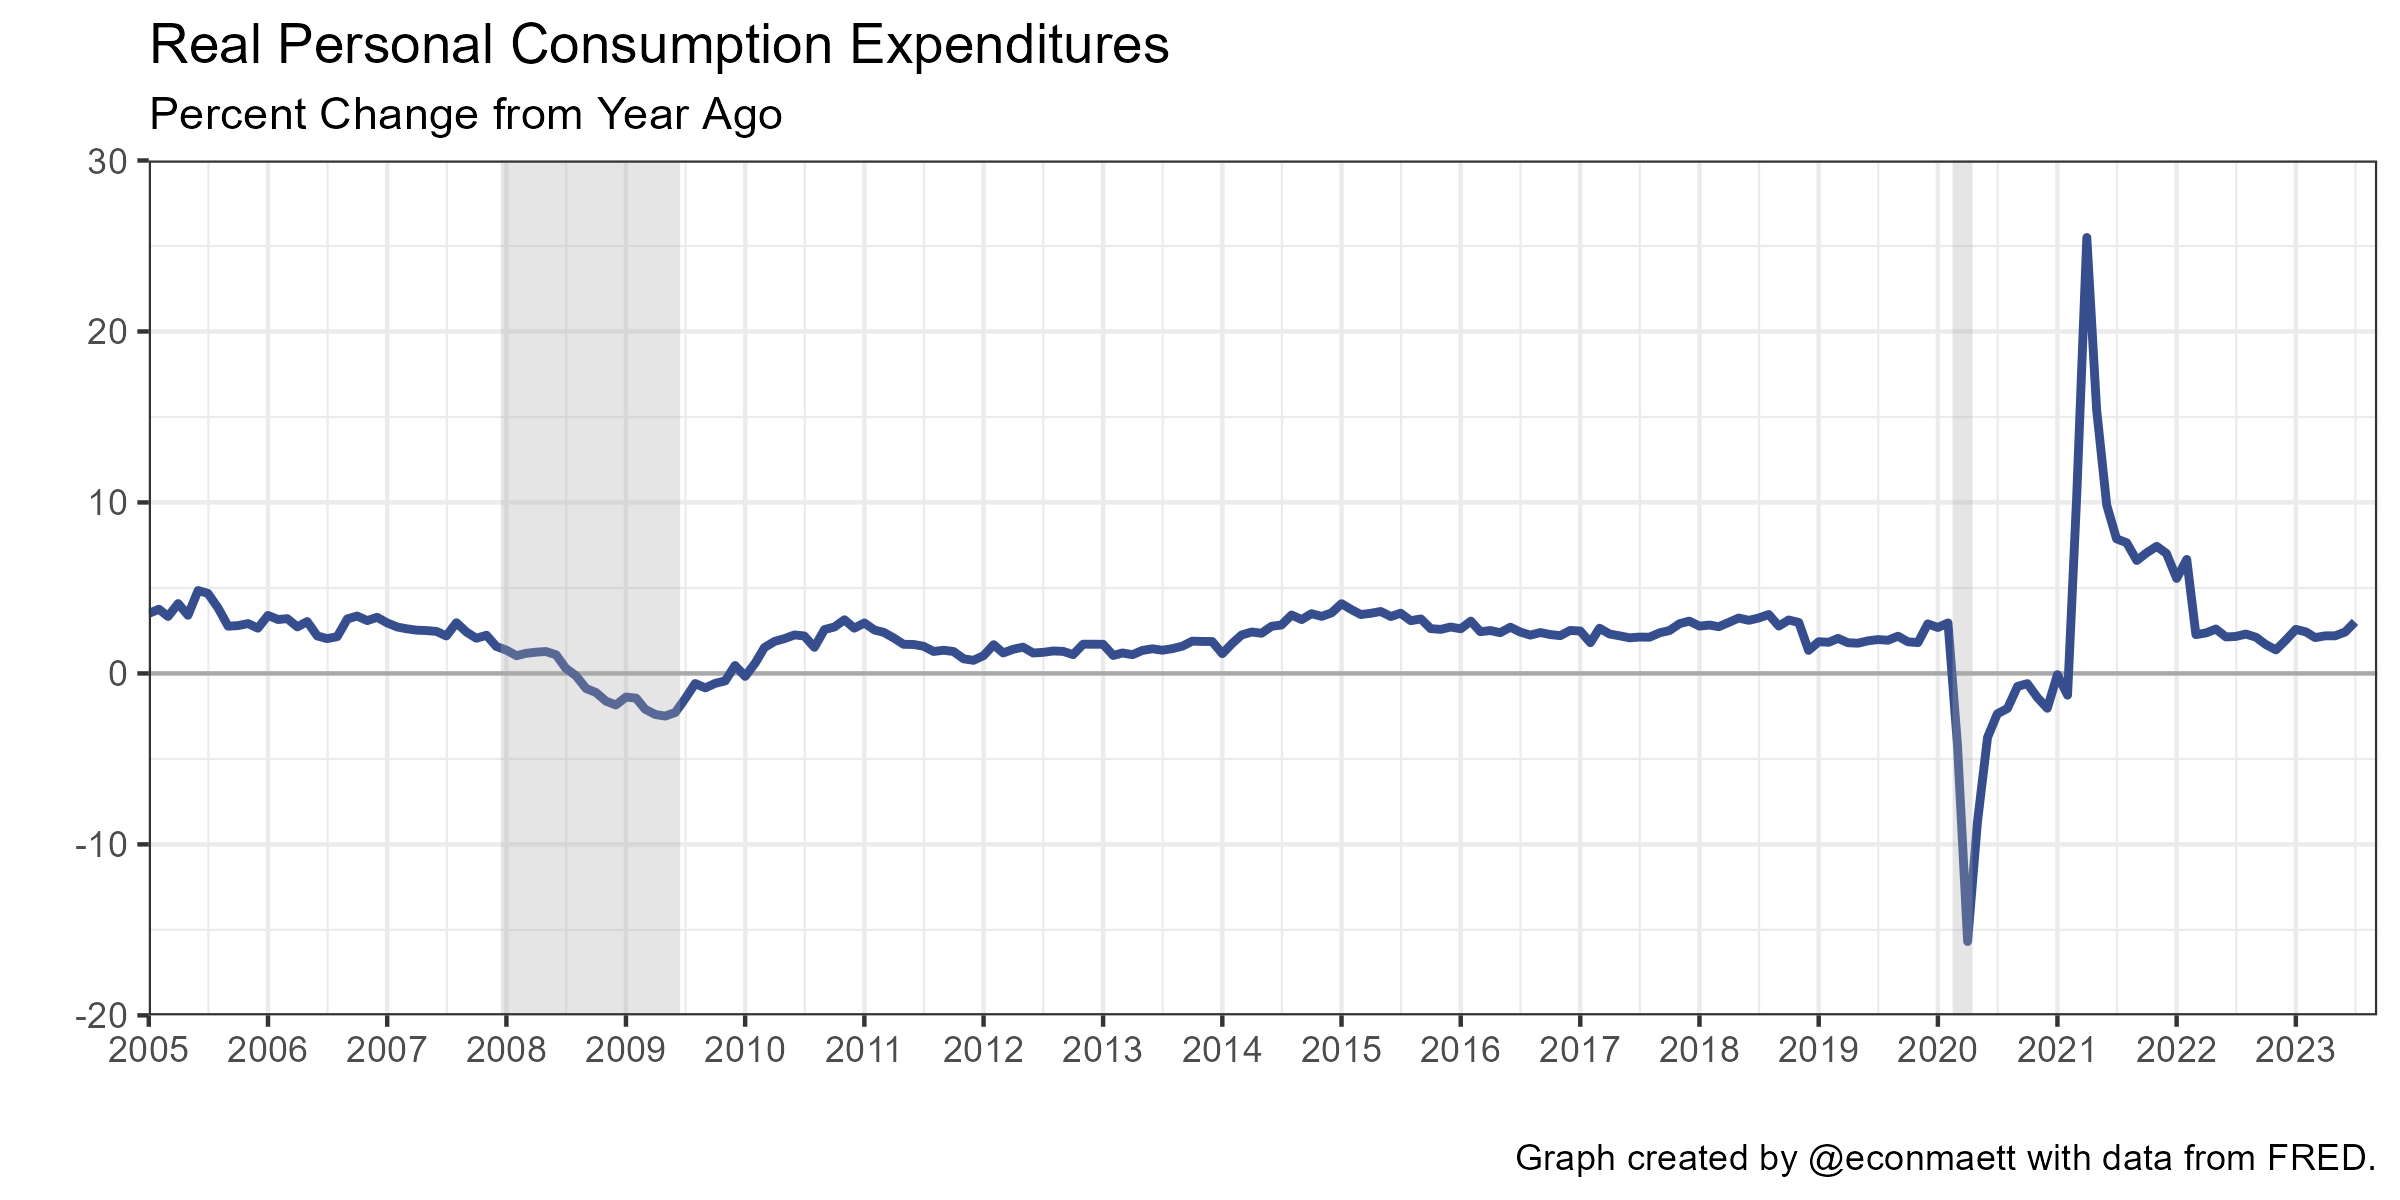 Real Personal Consumption Expenditures
Percent Change from Year Ago
30
20
10
0
-10
-20
2005 2006 2007 2008 2009 2010 2011 2012 2013 2014 2015 2016 2017 2018 2019 2020 2021 2022 2023
Graph created by @econmaett with data from FRED.